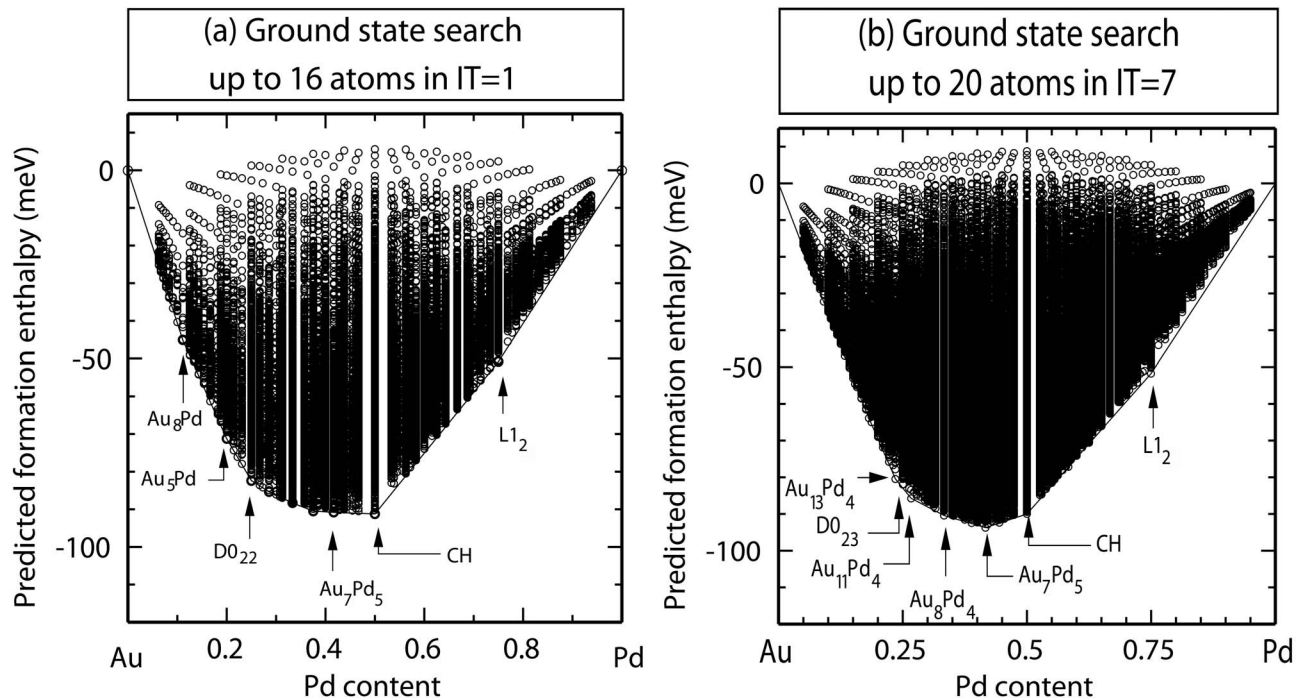 (a) Ground state search
up to 16 atoms in IT=1
Predicted formation enthalpy (meV)
0
-50
-100
Au₈Pd
Au₅Pd
D0₂₂
Au₇Pd₅
CH
L1₂
Au
0.2
0.4
0.6
0.8
Pd
Pd content
(b) Ground state search
up to 20 atoms in IT=7
Predicted formation enthalpy (meV)
0
-50
-100
Au₁₃Pd₄
D0₂₃
Au₁₁Pd₄
Au₈Pd₄
Au₇Pd₅
CH
L1₂
Au
0.25
0.5
0.75
Pd
Pd content